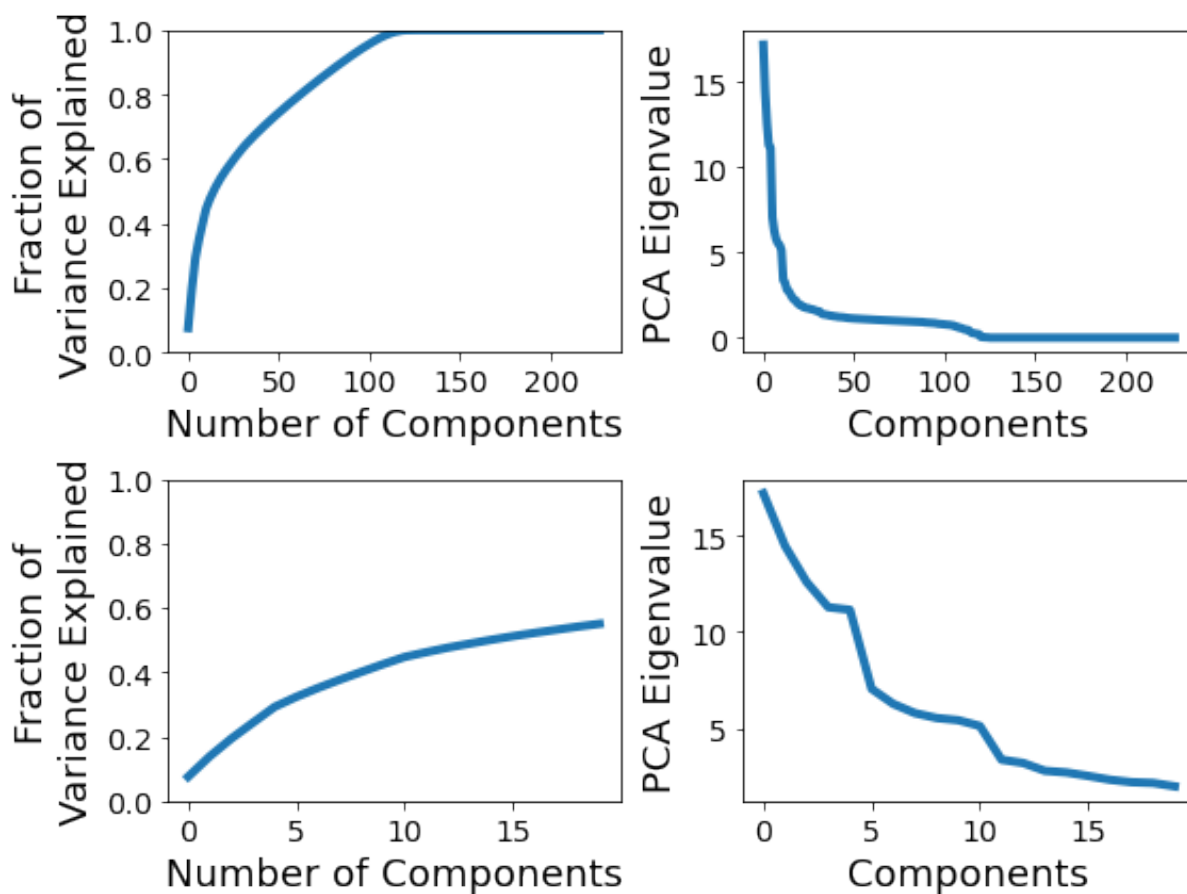 Fraction of
Variance Explained
1.0
0.8
0.6
0.4
0.2
0.0
0 50 100 150 200
Number of Components
PCA Eigenvalue
15
10
5
0
0 50 100 150 200
Components
Fraction of
Variance Explained
1.0
0.8
0.6
0.4
0.2
0.0
0 5 10 15
Number of Components
PCA Eigenvalue
15
10
5
0 5 10 15
Components